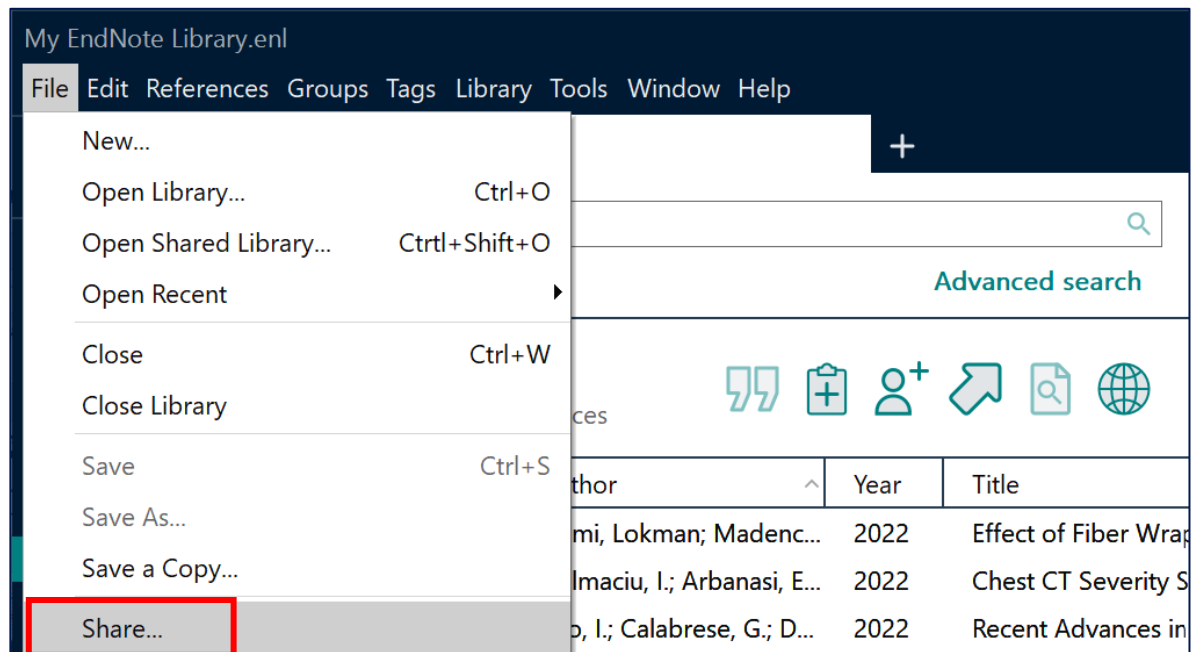 My EndNote Library.enl
File Edit References Groups Tags Library Tools Window Help
New...
Open Library... Ctrl+O
Open Shared Library... Ctrtl+Shift+O
Open Recent
Close Ctrl+W
Close Library
Save Ctrl+S
Save As...
Save a Copy...
Share...
+
Advanced search
ces
thor Year Title
mi, Lokman; Madenc... 2022 Effect of Fiber Wrap
lmaciu, I.; Arbanasi, E... 2022 Chest CT Severity S
o, I.; Calabrese, G.; D... 2022 Recent Advances in